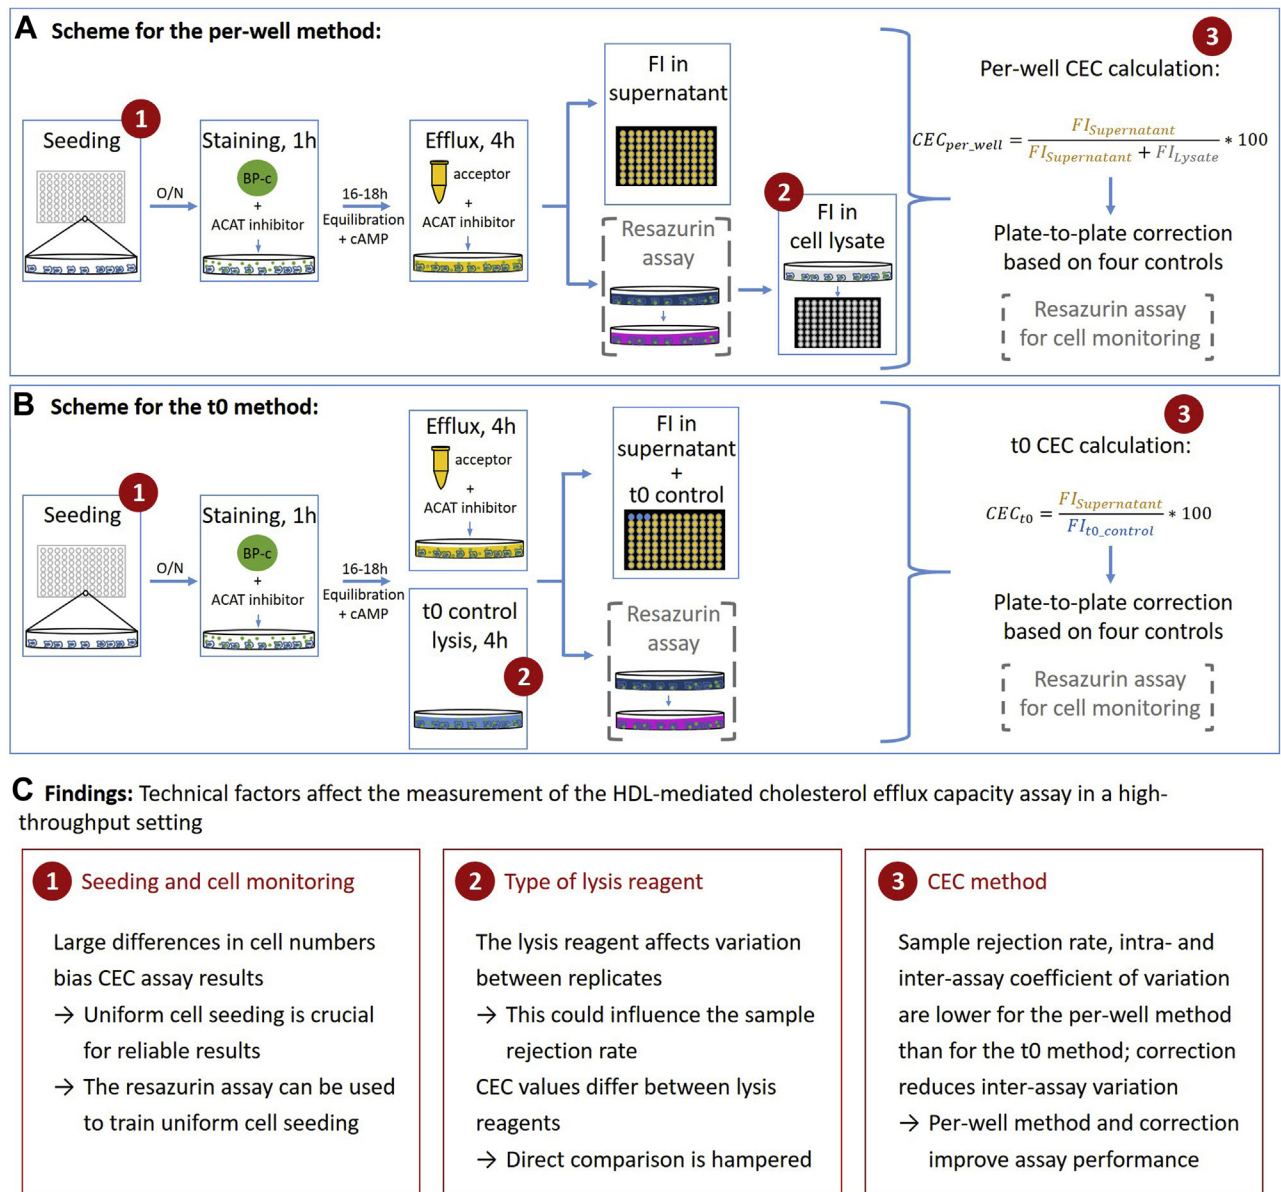 A Scheme for the per-well method:
1
Seeding
O/N
Staining, 1h
BP-c
+
ACAT inhibitor
16-18h
Equilibration
+ cAMP
Efflux, 4h
acceptor
+
ACAT inhibitor
FI in
supernatant
Resazurin
assay
2
FI in
cell lysate
3
Per-well CEC calculation:
CECper_well = FISupernatant / FISupernatant + FILysate * 100
Plate-to-plate correction
based on four controls
Resazurin assay
for cell monitoring
B Scheme for the t0 method:
1
Seeding
O/N
Staining, 1h
BP-c
+
ACAT inhibitor
16-18h
Equilibration
+ cAMP
Efflux, 4h
acceptor
+
ACAT inhibitor
t0 control
lysis, 4h
2
FI in
supernatant
+
t0 control
Resazurin
assay
3
t0 CEC calculation:
CECt0 = FISupernatant / FIt0_control * 100
Plate-to-plate correction
based on four controls
Resazurin assay
for cell monitoring
C Findings: Technical factors affect the measurement of the HDL-mediated cholesterol efflux capacity assay in a high-
throughput setting
1 Seeding and cell monitoring
Large differences in cell numbers
bias CEC assay results
→ Uniform cell seeding is crucial
for reliable results
→ The resazurin assay can be used
to train uniform cell seeding
2 Type of lysis reagent
The lysis reagent affects variation
between replicates
→ This could influence the sample
rejection rate
CEC values differ between lysis
reagents
→ Direct comparison is hampered
3 CEC method
Sample rejection rate, intra- and
inter-assay coefficient of variation
are lower for the per-well method
than for the t0 method; correction
reduces inter-assay variation
→ Per-well method and correction
improve assay performance